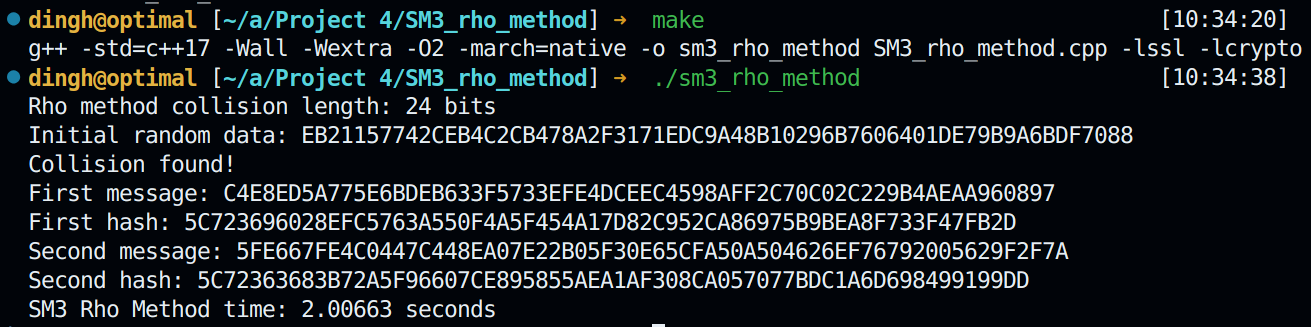 dingh@optimal [~/a/Project 4/SM3_rho_method] → make [10:34:20]
g++ -std=c++17 -Wall -Wextra -O2 -march=native -o sm3_rho_method SM3_rho_method.cpp -lssl -lcrypto
dingh@optimal [~/a/Project 4/SM3_rho_method] → ./sm3_rho_method [10:34:38]
Rho method collision length: 24 bits
Initial random data: EB21157742CEB4C2CB478A2F3171EDC9A48B10296B7606401DE79B9A6BDF7088
Collision found!
First message: C4E8ED5A775E6BDEB633F5733EFE4DCEEC4598AFF2C70C02C229B4AEAA960897
First hash: 5C723696028EFC5763A550F4A5F454A17D82C952CA86975B9BEA8F733F47FB2D
Second message: 5FE667FE4C0447C448EA07E22B05F30E65CFA50A504626EF76792005629F2F7A
Second hash: 5C72363683B72A5F96607CE895855AEA1AF308CA057077BDC1A6D698499199DD
SM3 Rho Method time: 2.00663 seconds